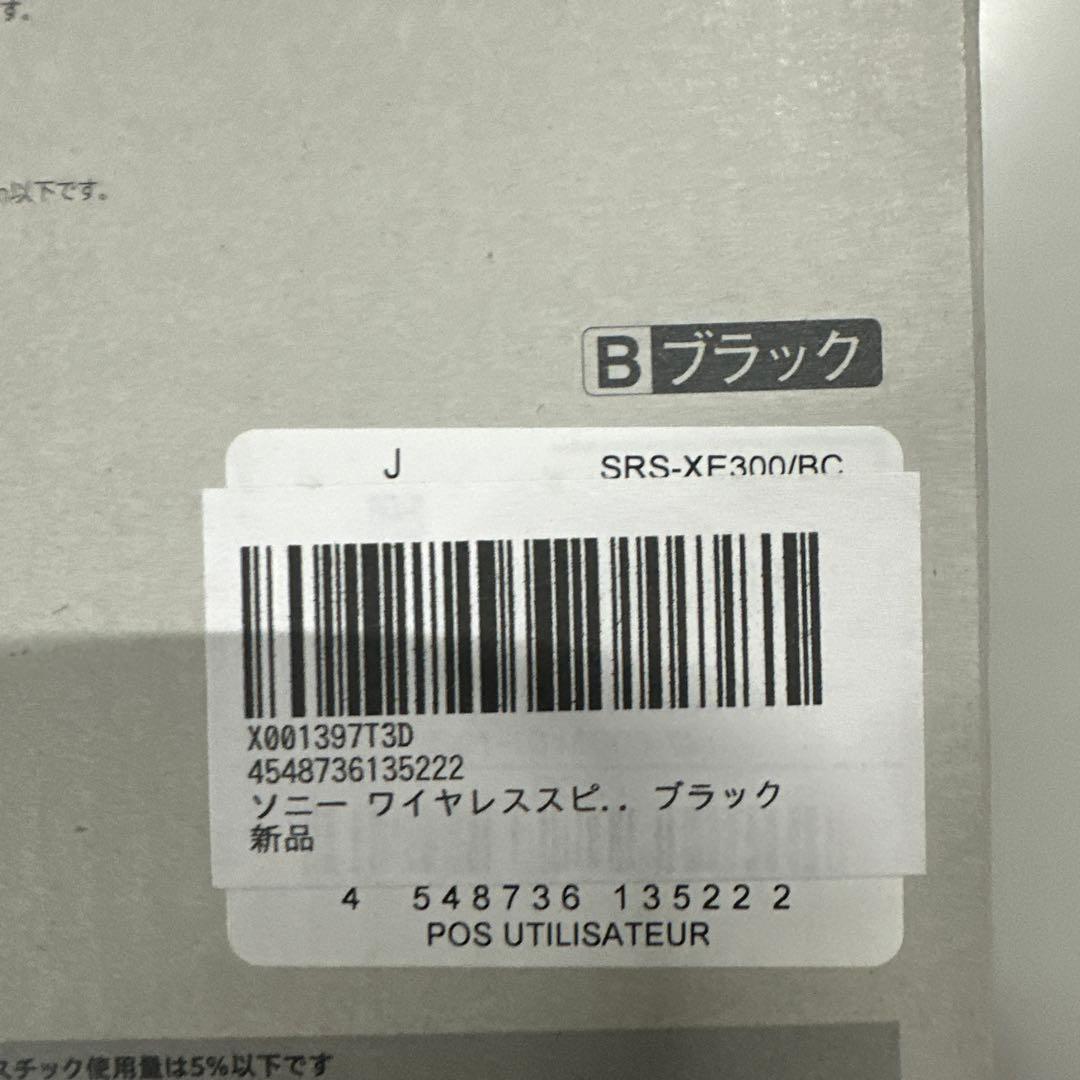 す。
以下です。
B ブラック
J SRS-XE300/BC
X001397T3D
4548736135222
ソニー ワイヤレススピ.. ブラック
新品
4 548736 135222
POS UTILISATEUR
スチック使用量は5%以下です